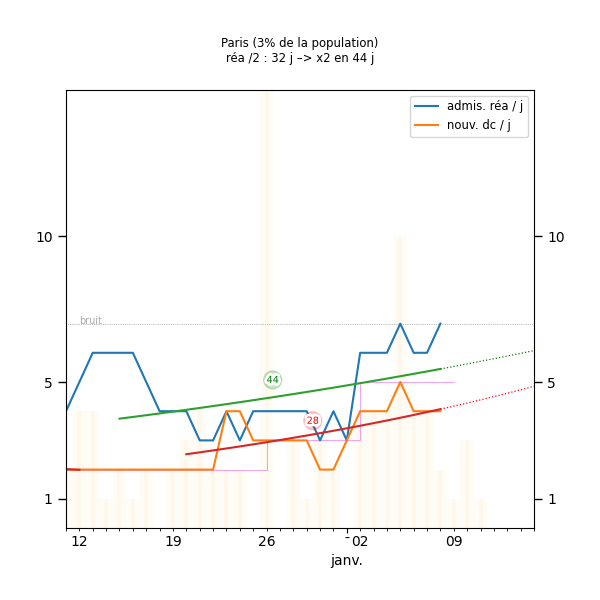 Paris (3% de la population)
réa /2 : 32 j –> x2 en 44 j
admis. réa / j
nouv. dc / j
10
10
bruit
44
5
5
28
1
1
12
19
26
02
09
janv.